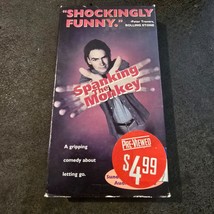 "SHOCKINGLY
FUNNY."
Peter Travers,
ROLLING STONE
Spanking
The
Monkey
A gripping
comedy about
letting go.
PRE-VIEWED
$4.99